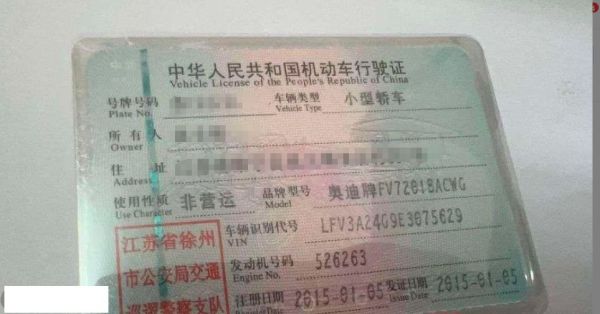 中华人民共和国机动车行驶证
Vehicle License of the People's Republic of China
号牌号码 车辆类型 小型轿车
Plate No. Vehicle Type
所有人
Owner
住址
Address
使用性质 非营运 品牌型号 奥迪牌FV7201BACWG
Use Character Model
江苏省徐州 车辆识别代号 LFV3A24G9E3075629
VIN
市公安局交通 发动机号码 526263
Engine No.
巡逻警察支队 注册日期 2015-01-05 发证日期 2015-01-05
Issue Date